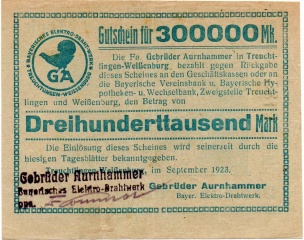 Gutschein für 300000 Mk.
BAYERISCHES ELEKTRO-DRAHTWERK
TREUCHTLINGEN-WEISSENBURG
GA
Die Fa. Gebrüder Aurnhammer in Treucht-
lingen-Weißenburg, bezahlt gegen Rückgabe
dieses Scheines an den Geschäftskassen oder an
die Bayerische Vereinsbank u. Bayerische Hy-
potheken- u. Wechselbank, Zweigstelle Treucht-
lingen und Weißenburg, den Betrag von
Dreihunderttausend Mark
Die Einlösung dieses Scheines wird seinerzeit durch die
hiesigen Tagesblätter bekanntgegeben.
Treuchtlingen-Weißenburg, im September 1923.
Gebrüder Aurnhammer
Bayer. Elektro-Drahtwerk.
Gebrüder Aurnhammer
Bayerisches Elektro-Drahtwerk
ppa.